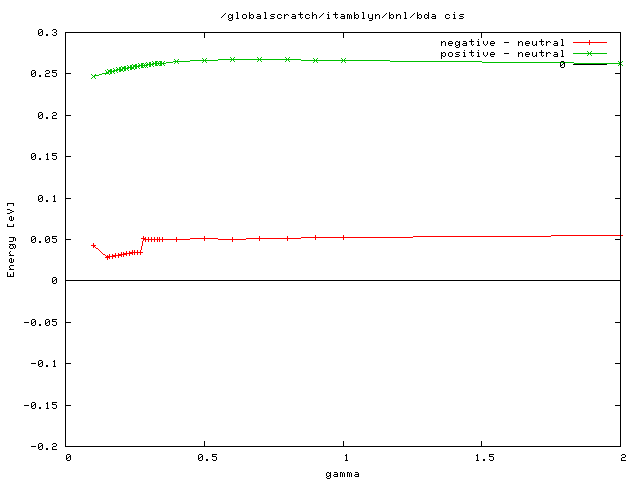 /globalscratch/itamblyn/bnl/bda cis
negative - neutral
positive - neutral
0
0.3
0.25
0.2
0.15
0.1
0.05
0
-0.05
-0.1
-0.15
-0.2
Energy [eV]
0 0.5 1 1.5 2
gamma